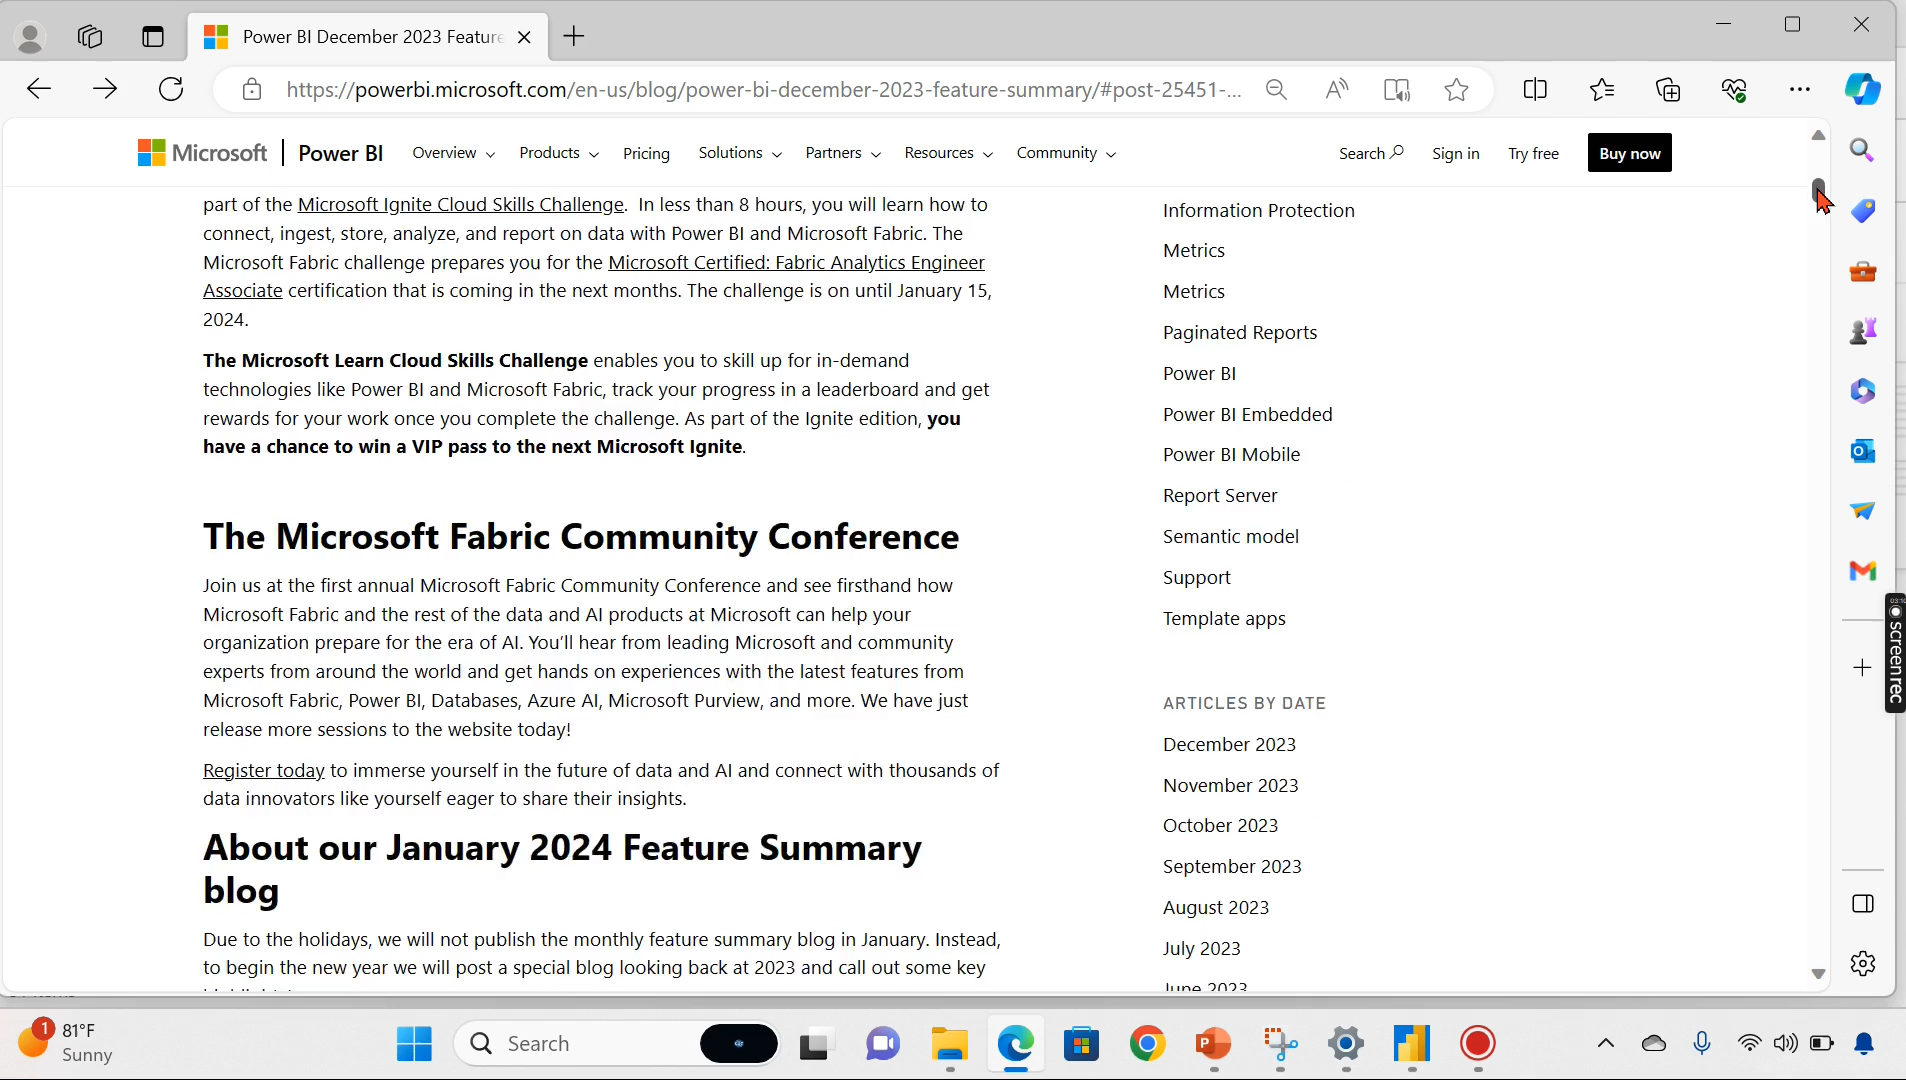 Power BI December 2023 Feature
https://powerbi.microsoft.com/en-us/blog/power-bi-december-2023-feature-summary/#post-25451-...
Microsoft Power BI Overview Products Pricing Solutions Partners Resources Community Search Sign in Try free Buy now
part of the Microsoft Ignite Cloud Skills Challenge. In less than 8 hours, you will learn how to
connect, ingest, store, analyze, and report on data with Power BI and Microsoft Fabric. The
Microsoft Fabric challenge prepares you for the Microsoft Certified: Fabric Analytics Engineer
Associate certification that is coming in the next months. The challenge is on until January 15,
2024.
The Microsoft Learn Cloud Skills Challenge enables you to skill up for in-demand
technologies like Power BI and Microsoft Fabric, track your progress in a leaderboard and get
rewards for your work once you complete the challenge. As part of the Ignite edition, you
have a chance to win a VIP pass to the next Microsoft Ignite.
The Microsoft Fabric Community Conference
Join us at the first annual Microsoft Fabric Community Conference and see firsthand how
Microsoft Fabric and the rest of the data and AI products at Microsoft can help your
organization prepare for the era of AI. You'll hear from leading Microsoft and community
experts from around the world and get hands on experiences with the latest features from
Microsoft Fabric, Power BI, Databases, Azure AI, Microsoft Purview, and more. We have just
release more sessions to the website today!
Register today to immerse yourself in the future of data and AI and connect with thousands of
data innovators like yourself eager to share their insights.
About our January 2024 Feature Summary
blog
Due to the holidays, we will not publish the monthly feature summary blog in January. Instead,
to begin the new year we will post a special blog looking back at 2023 and call out some key
Information Protection
Metrics
Metrics
Paginated Reports
Power BI
Power BI Embedded
Power BI Mobile
Report Server
Semantic model
Support
Template apps
ARTICLES BY DATE
December 2023
November 2023
October 2023
September 2023
August 2023
July 2023
June 2023
screenrec
1
81°F
Sunny
Search